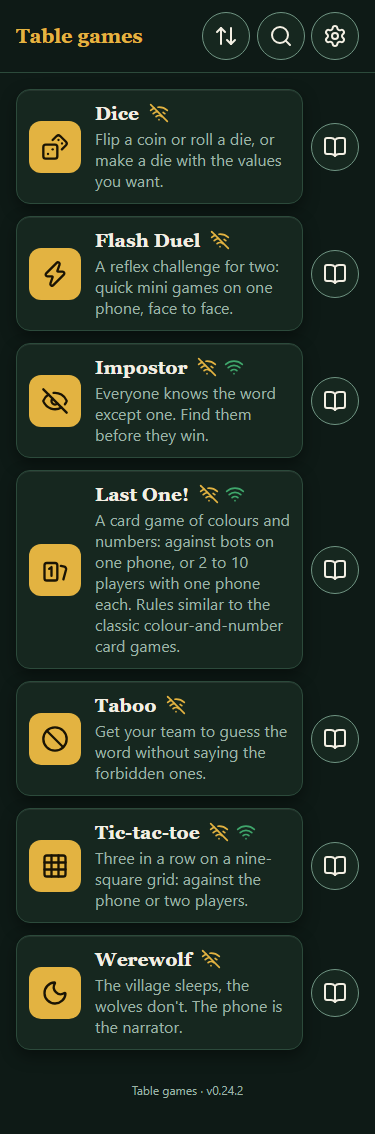 Table games
Dice
Flip a coin or roll a die, or
make a die with the values
you want.
Flash Duel
A reflex challenge for two:
quick mini games on one
phone, face to face.
Impostor
Everyone knows the word
except one. Find them
before they win.
Last One!
A card game of colours and
numbers: against bots on
one phone, or 2 to 10
players with one phone
each. Rules similar to the
classic colour-and-number
card games.
1
Taboo
Get your team to guess the
word without saying the
forbidden ones.
Tic-tac-toe
Three in a row on a nine-
square grid: against the
phone or two players.
Werewolf
The village sleeps, the
wolves don't. The phone is
the narrator.
Table games · v0.24.2